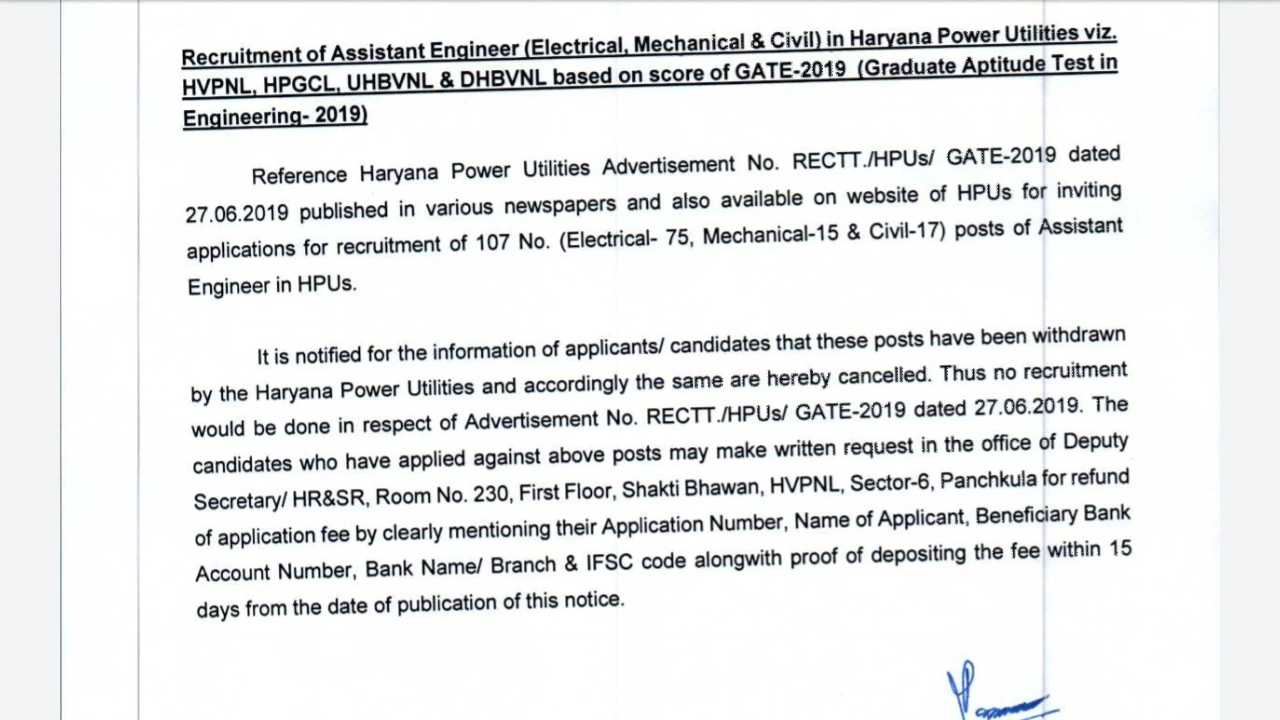 Recruitment of Assistant Engineer (Electrical, Mechanical & Civil) in Haryana Power Utilities viz.
HVPNL, HPGCL, UHBVNL & DHBVNL based on score of GATE-2019 (Graduate Aptitude Test in
Engineering- 2019)
Reference Haryana Power Utilities Advertisement No. RECTT./HPUs/ GATE-2019 dated
27.06.2019 published in various newspapers and also available on website of HPUs for inviting
applications for recruitment of 107 No. (Electrical- 75, Mechanical-15 & Civil-17) posts of Assistant
Engineer in HPUs.
It is notified for the information of applicants/ candidates that these posts have been withdrawn
by the Haryana Power Utilities and accordingly the same are hereby cancelled. Thus no recruitment
would be done in respect of Advertisement No. RECTT./HPUs/ GATE-2019 dated 27.06.2019. The
candidates who have applied against above posts may make written request in the office of Deputy
Secretary/ HR&SR, Room No. 230, First Floor, Shakti Bhawan, HVPNL, Sector-6, Panchkula for refund
of application fee by clearly mentioning their Application Number, Name of Applicant, Beneficiary Bank
Account Number, Bank Name/ Branch & IFSC code alongwith proof of depositing the fee within 15
days from the date of publication of this notice.